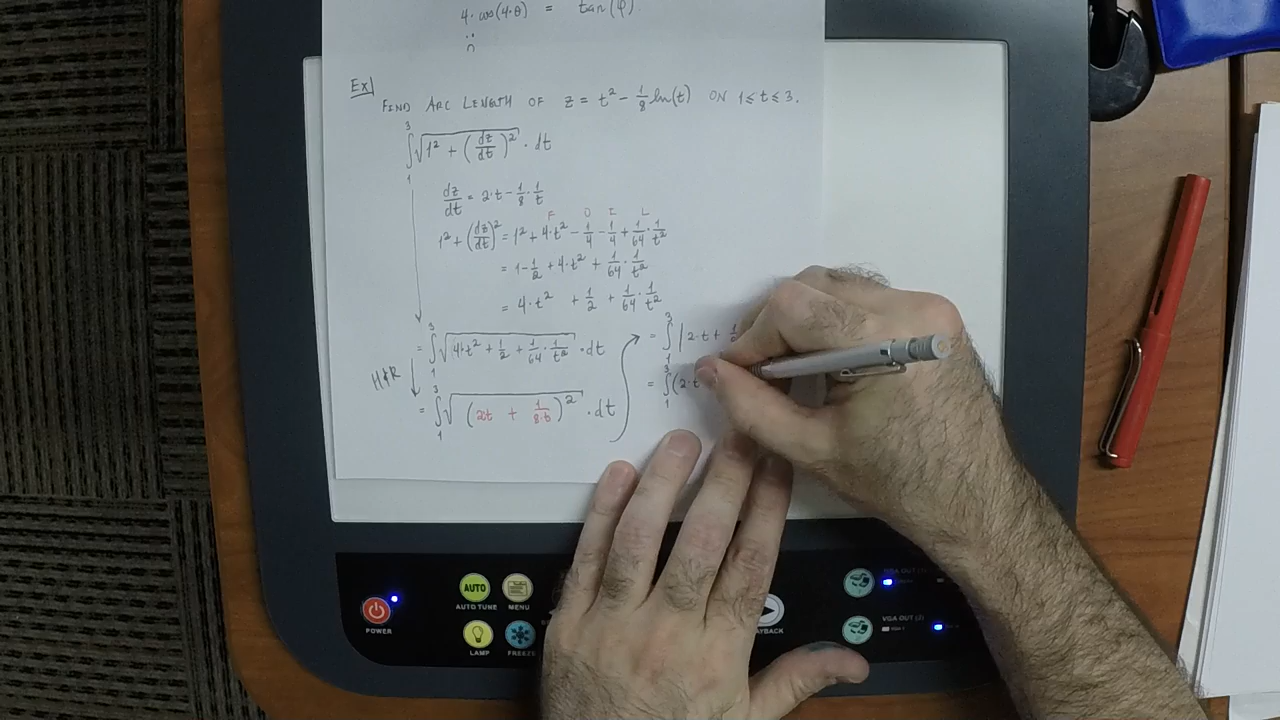 4·cos(4·θ) = tan(φ)
Ex|
FIND ARC LENGTH OF z = t² - 1/8 ln(t) ON 1 ≤ t ≤ 3.
∫₁³ √(1² + (dz/dt)²) · dt
dz/dt = 2·t - 1/8 · 1/t
F O I L
1² + (dz/dt)² = 1² + 4·t² - 1/4 - 1/4 + 1/64 · 1/t²
= 1 - 1/2 + 4·t² + 1/64 · 1/t²
= 4·t² + 1/2 + 1/64 · 1/t²
= ∫₁³ √(4·t² + 1/2 + 1/64 · 1/t²) · dt
= ∫₁³ √((2t + 1/(8·t))²) · dt
= ∫₁³ |2·t +
= ∫₁³ (2·t
AUTO
AUTO TUNE
MENU
POWER
LAMP
FREEZE
YBACK
VGA OUT (2)